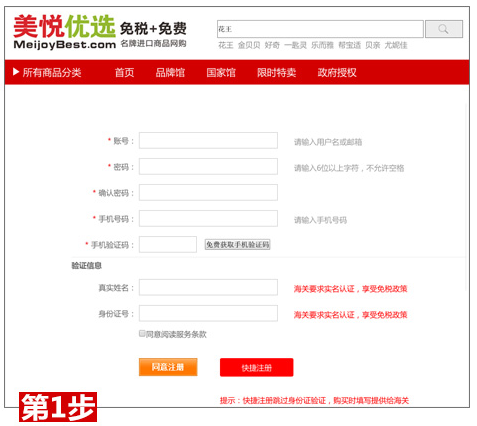 美悦优选 免税+免费
MeijoyBest.com 名牌进口商品网购
花王
花王 金贝贝 好奇 一匙灵 乐而雅 帮宝适 贝亲 尤妮佳
所有商品分类 首页 品牌馆 国家馆 限时特卖 政府授权
* 账号： 请输入用户名或邮箱
* 密码： 请输入6位以上字符，不允许空格
* 确认密码：
* 手机号码： 请输入手机号码
* 手机验证码： 免费获取手机验证码
验证信息
真实姓名： 海关要求实名认证，享受免税政策
身份证号： 海关要求实名认证，享受免税政策
同意阅读服务条款
同意注册 快捷注册
提示：快捷注册跳过身份证验证，购买时填写提供给海关
第1步